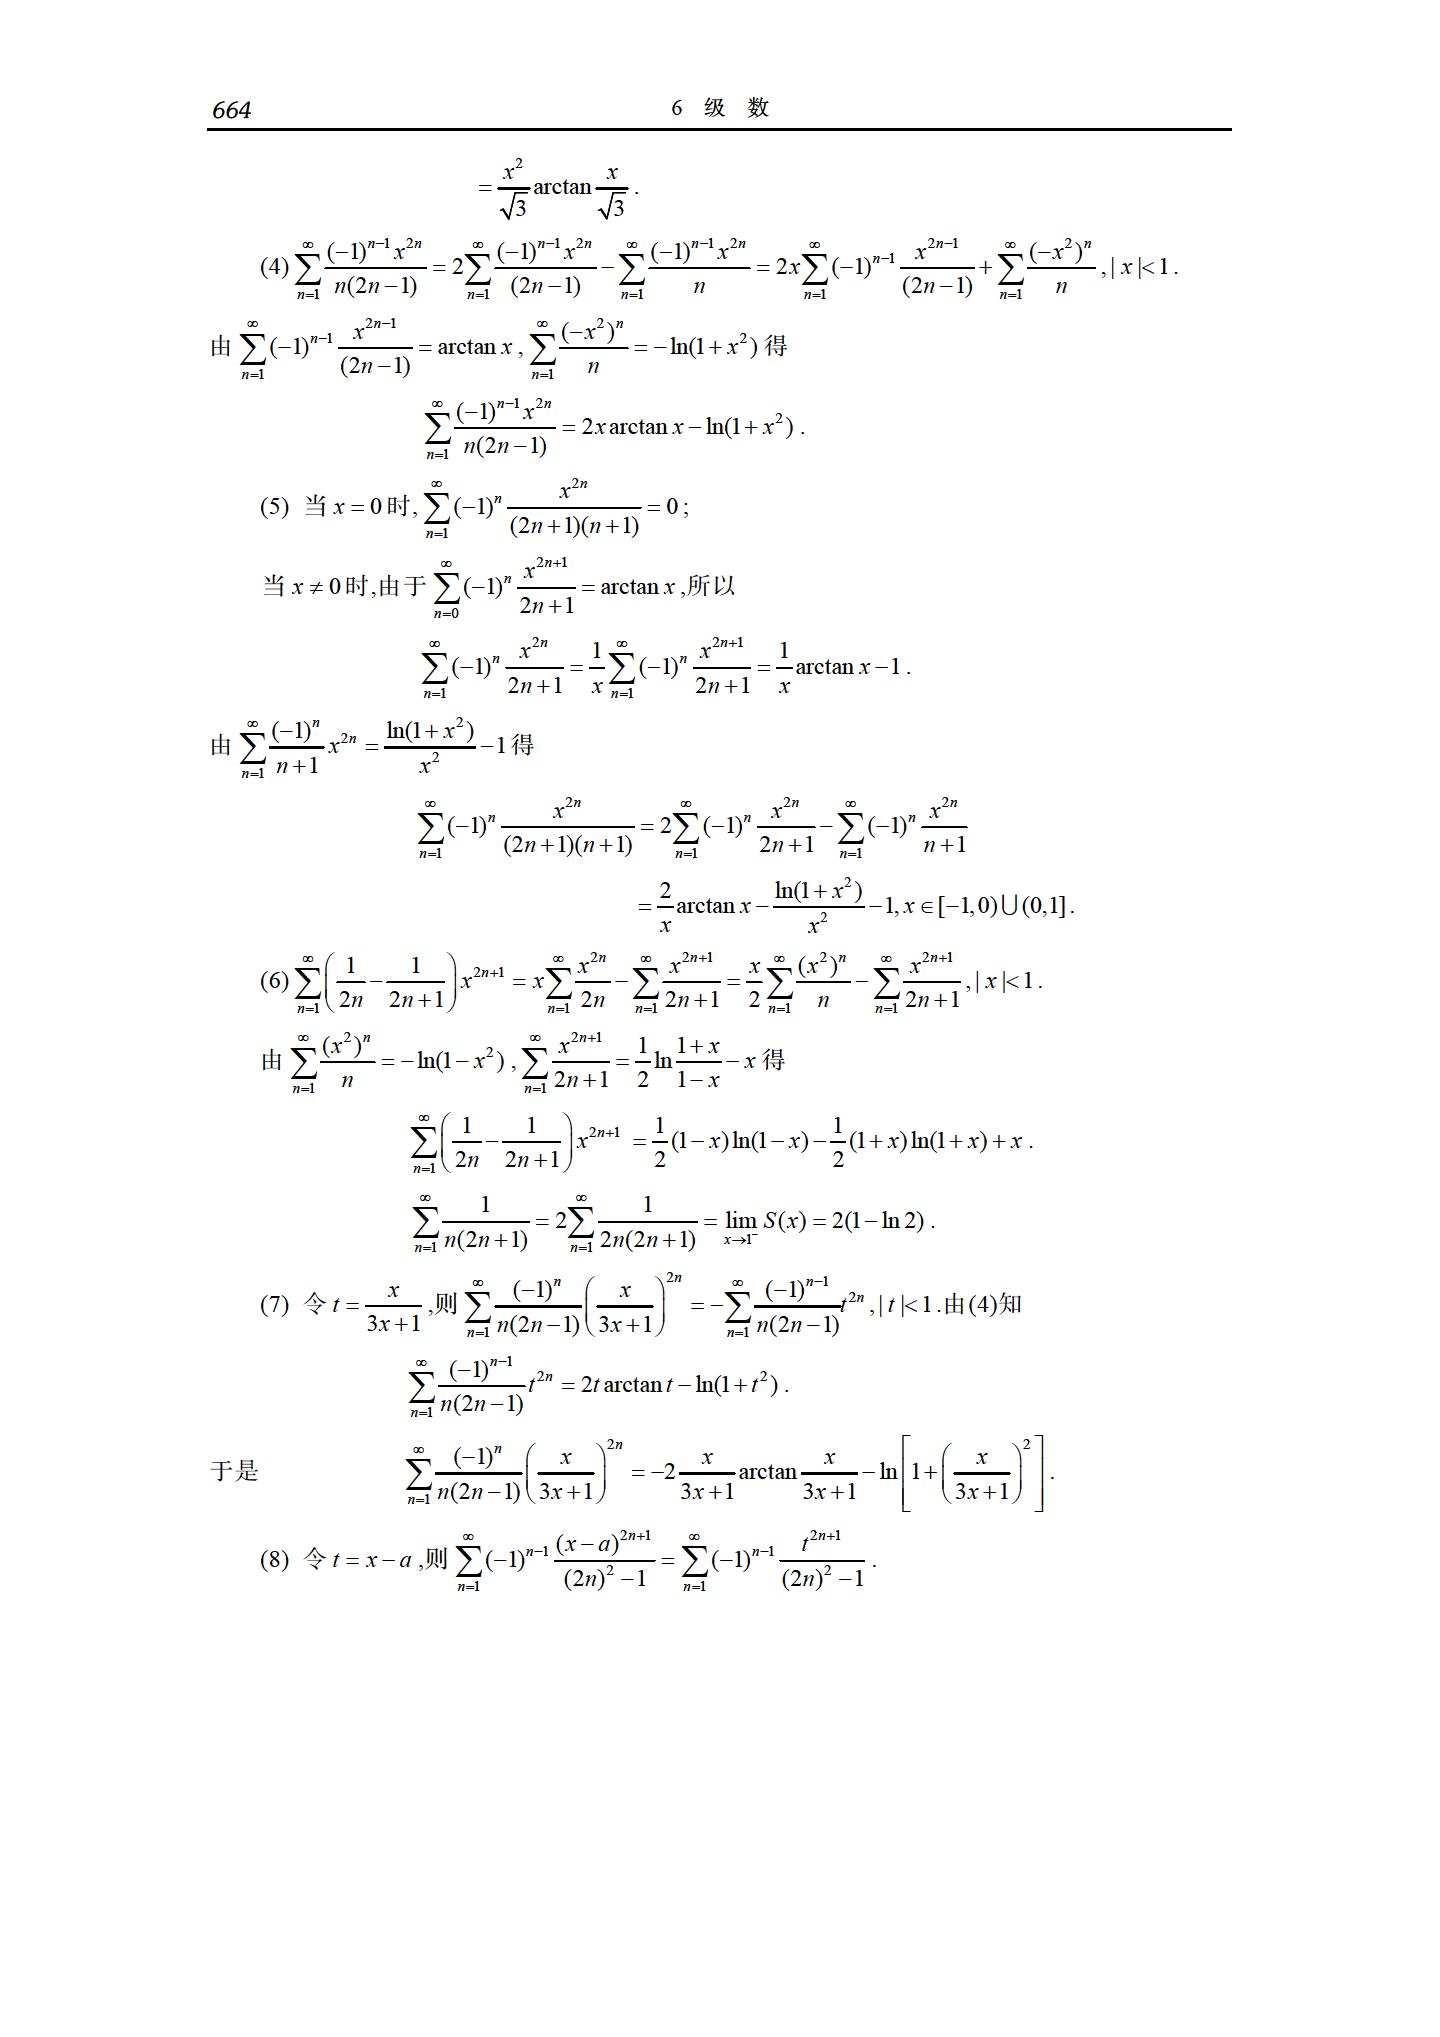 664 6 级 数
$=\frac{x^2}{\sqrt{3}}\arctan\frac{x}{\sqrt{3}}.$
(4) $\sum_{n=1}^{\infty}\frac{(-1)^{n-1}x^{2n}}{n(2n-1)}=2\sum_{n=1}^{\infty}\frac{(-1)^{n-1}x^{2n}}{(2n-1)}-\sum_{n=1}^{\infty}\frac{(-1)^{n-1}x^{2n}}{n}=2x\sum_{n=1}^{\infty}(-1)^{n-1}\frac{x^{2n-1}}{(2n-1)}+\sum_{n=1}^{\infty}\frac{(-x^2)^n}{n},|x|<1.$
由 $\sum_{n=1}^{\infty}(-1)^{n-1}\frac{x^{2n-1}}{(2n-1)}=\arctan x,\sum_{n=1}^{\infty}\frac{(-x^2)^n}{n}=-\ln(1+x^2)$ 得
$\sum_{n=1}^{\infty}\frac{(-1)^{n-1}x^{2n}}{n(2n-1)}=2x\arctan x-\ln(1+x^2).$
(5) 当 $x=0$ 时, $\sum_{n=1}^{\infty}(-1)^n\frac{x^{2n}}{(2n+1)(n+1)}=0;$
当 $x\neq 0$ 时,由于 $\sum_{n=0}^{\infty}(-1)^n\frac{x^{2n+1}}{2n+1}=\arctan x$ ,所以
$\sum_{n=1}^{\infty}(-1)^n\frac{x^{2n}}{2n+1}=\frac{1}{x}\sum_{n=1}^{\infty}(-1)^n\frac{x^{2n+1}}{2n+1}=\frac{1}{x}\arctan x-1.$
由 $\sum_{n=1}^{\infty}\frac{(-1)^n}{n+1}x^{2n}=\frac{\ln(1+x^2)}{x^2}-1$ 得
$\sum_{n=1}^{\infty}(-1)^n\frac{x^{2n}}{(2n+1)(n+1)}=2\sum_{n=1}^{\infty}(-1)^n\frac{x^{2n}}{2n+1}-\sum_{n=1}^{\infty}(-1)^n\frac{x^{2n}}{n+1}$
$=\frac{2}{x}\arctan x-\frac{\ln(1+x^2)}{x^2}-1,x\in[-1,0)\bigcup(0,1].$
(6) $\sum_{n=1}^{\infty}\left(\frac{1}{2n}-\frac{1}{2n+1}\right)x^{2n+1}=x\sum_{n=1}^{\infty}\frac{x^{2n}}{2n}-\sum_{n=1}^{\infty}\frac{x^{2n+1}}{2n+1}=\frac{x}{2}\sum_{n=1}^{\infty}\frac{(x^2)^n}{n}-\sum_{n=1}^{\infty}\frac{x^{2n+1}}{2n+1},|x|<1.$
由 $\sum_{n=1}^{\infty}\frac{(x^2)^n}{n}=-\ln(1-x^2),\sum_{n=1}^{\infty}\frac{x^{2n+1}}{2n+1}=\frac{1}{2}\ln\frac{1+x}{1-x}-x$ 得
$\sum_{n=1}^{\infty}\left(\frac{1}{2n}-\frac{1}{2n+1}\right)x^{2n+1}=\frac{1}{2}(1-x)\ln(1-x)-\frac{1}{2}(1+x)\ln(1+x)+x.$
$\sum_{n=1}^{\infty}\frac{1}{n(2n+1)}=2\sum_{n=1}^{\infty}\frac{1}{2n(2n+1)}=\lim_{x\to1^-}S(x)=2(1-\ln 2).$
(7) 令 $t=\frac{x}{3x+1}$ ,则 $\sum_{n=1}^{\infty}\frac{(-1)^n}{n(2n-1)}\left(\frac{x}{3x+1}\right)^{2n}=-\sum_{n=1}^{\infty}\frac{(-1)^{n-1}}{n(2n-1)}t^{2n},|t|<1.$由(4)知
$\sum_{n=1}^{\infty}\frac{(-1)^{n-1}}{n(2n-1)}t^{2n}=2t\arctan t-\ln(1+t^2).$
于是 $\sum_{n=1}^{\infty}\frac{(-1)^n}{n(2n-1)}\left(\frac{x}{3x+1}\right)^{2n}=-2\frac{x}{3x+1}\arctan\frac{x}{3x+1}-\ln\left[1+\left(\frac{x}{3x+1}\right)^2\right].$
(8) 令 $t=x-a$ ,则 $\sum_{n=1}^{\infty}(-1)^{n-1}\frac{(x-a)^{2n+1}}{(2n)^2-1}=\sum_{n=1}^{\infty}(-1)^{n-1}\frac{t^{2n+1}}{(2n)^2-1}.$